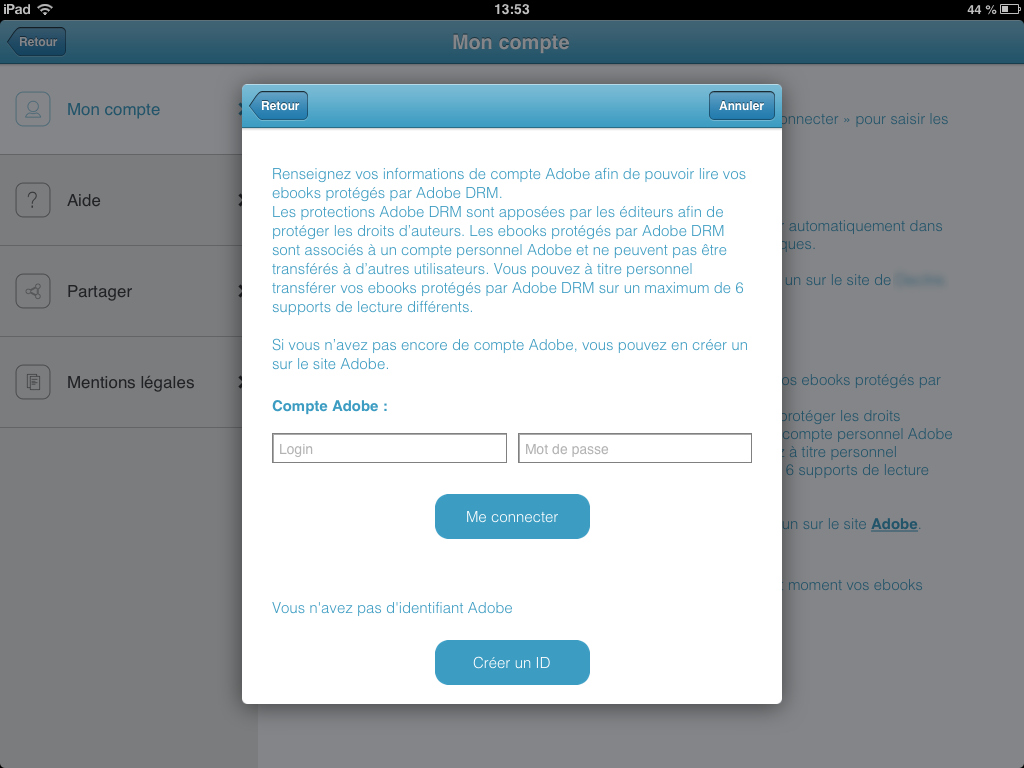 iPad
13:53
44 %
Retour
Mon compte
Mon compte
Aide
Partager
Mentions légales
Retour
Annuler
Renseignez vos informations de compte Adobe afin de pouvoir lire vos
ebooks protégés par Adobe DRM.
Les protections Adobe DRM sont apposées par les éditeurs afin de
protéger les droits d'auteurs. Les ebooks protégés par Adobe DRM
sont associés à un compte personnel Adobe et ne peuvent pas être
transférés à d'autres utilisateurs. Vous pouvez à titre personnel
transférer vos ebooks protégés par Adobe DRM sur un maximum de 6
supports de lecture différents.
Si vous n'avez pas encore de compte Adobe, vous pouvez en créer un
sur le site Adobe.
Compte Adobe :
Login
Mot de passe
Me connecter
Vous n'avez pas d'identifiant Adobe
Créer un ID
» pour saisir les
automatiquement dans
un sur le site de
ebooks protégés par
protéger les droits
compte personnel Adobe
à titre personnel
6 supports de lecture
un sur le site Adobe.
moment vos ebooks